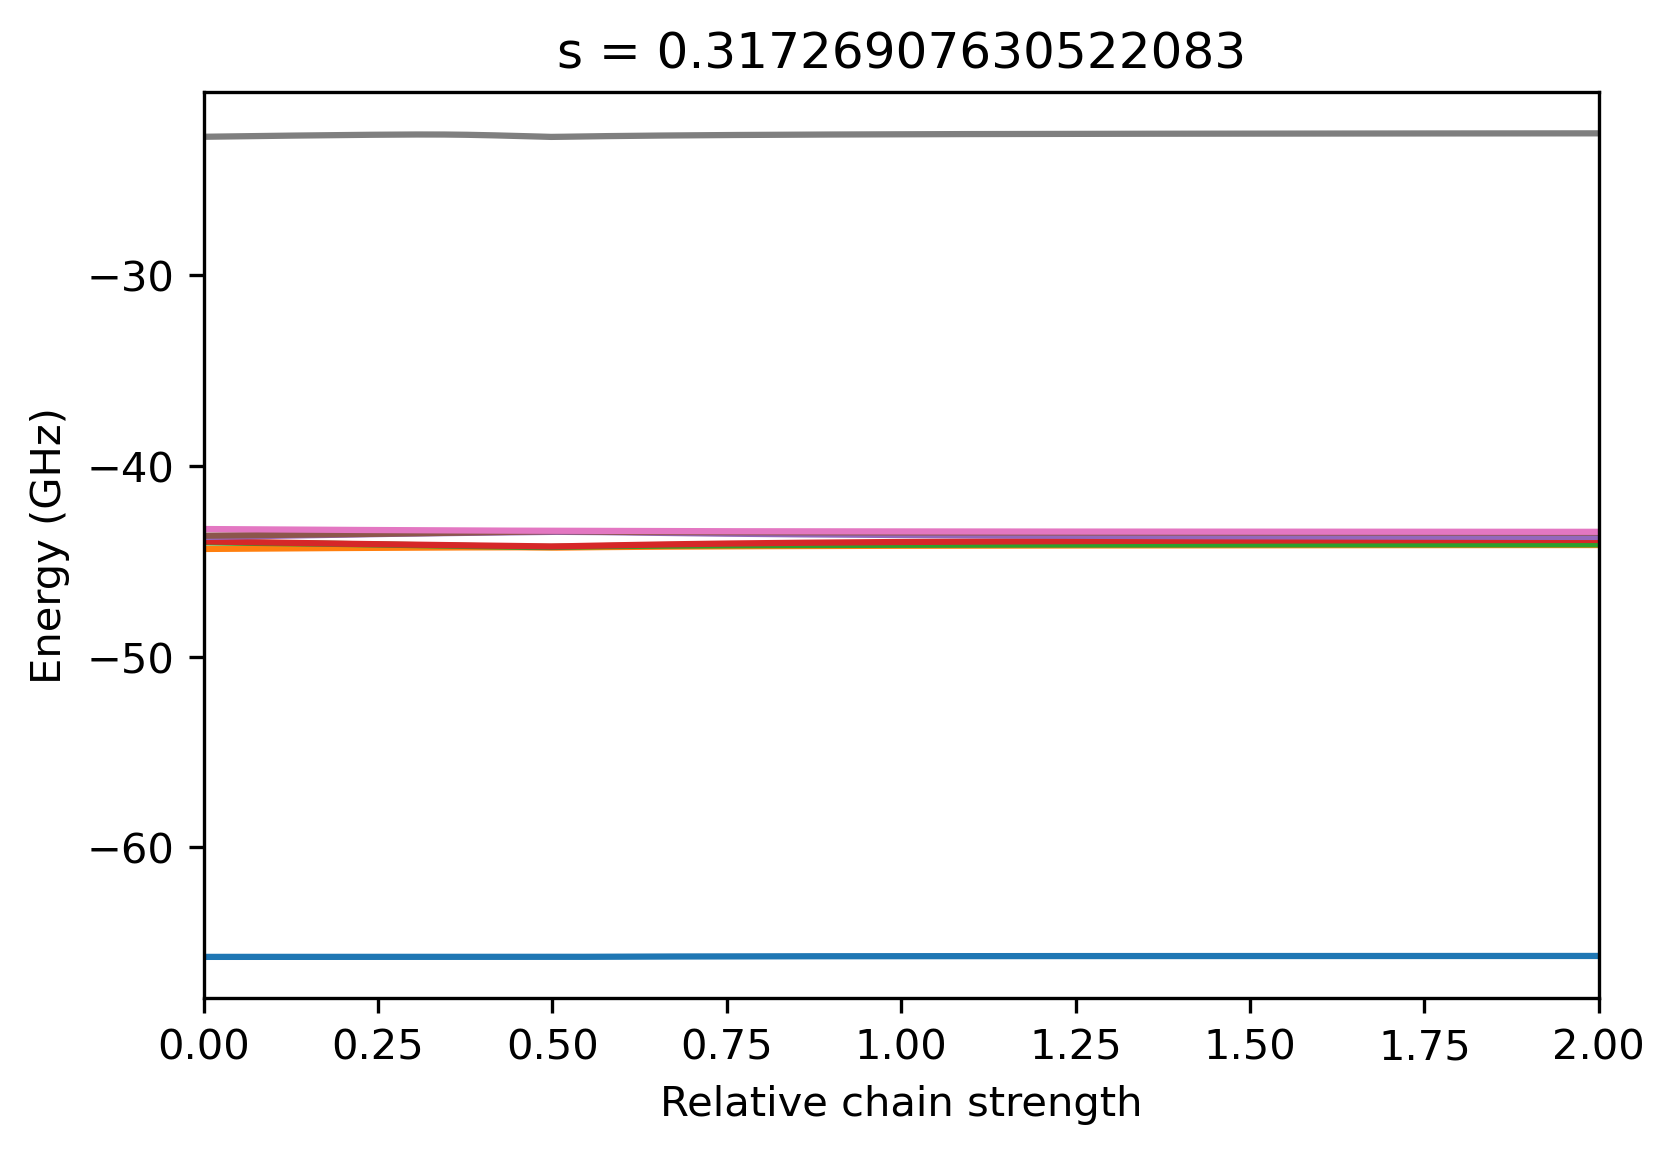 s = 0.31726907630522083
Energy (GHz)
−30
−40
−50
−60
0.00 0.25 0.50 0.75 1.00 1.25 1.50 1.75 2.00
Relative chain strength